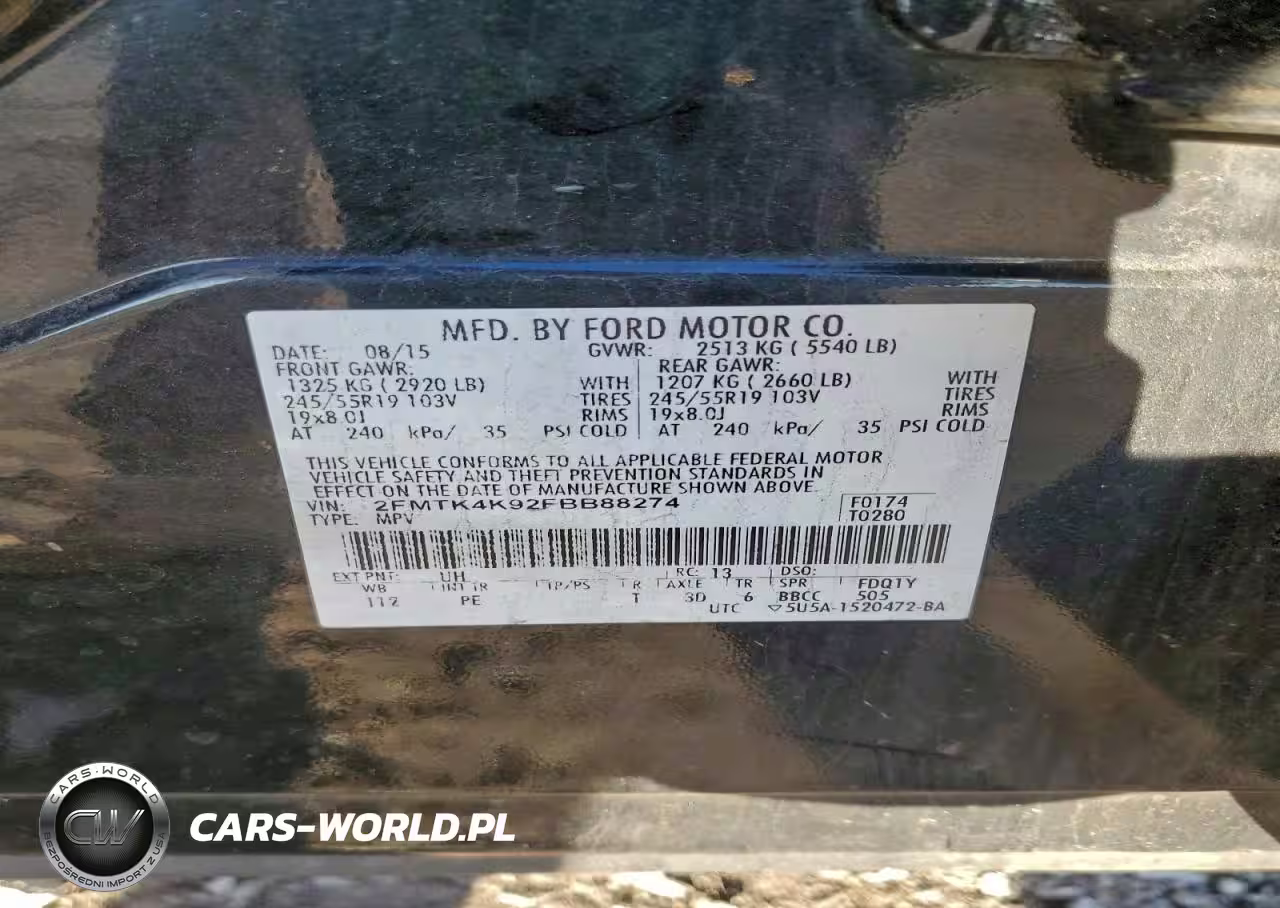 MFD. BY FORD MOTOR CO.
DATE: 08/15 GVWR: 2513 KG ( 5540 LB)
FRONT GAWR: REAR GAWR:
1325 KG ( 2920 LB) WITH 1207 KG ( 2660 LB) WITH
245/55R19 103V TIRES 245/55R19 103V TIRES
19x8.0J RIMS 19x8.0J RIMS
AT 240 kPa/ 35 PSI COLD AT 240 kPa/ 35 PSI COLD
THIS VEHICLE CONFORMS TO ALL APPLICABLE FEDERAL MOTOR
VEHICLE SAFETY AND THEFT PREVENTION STANDARDS IN
EFFECT ON THE DATE OF MANUFACTURE SHOWN ABOVE.
VIN: 2FMTK4K92FBB88274 F0174
TYPE: MPV T0280
EXT PNT: UH RC: 13 DSO:
WB INT TR TP/PS R AXLE TR SPR FDQ1Y
112 PE T 3D 6 BBCC 505
UTC ▽5U5A-1520472-BA
CARS-WORLD
CW
BEZPOŚREDNI IMPORT Z USA
CARS-WORLD.PL